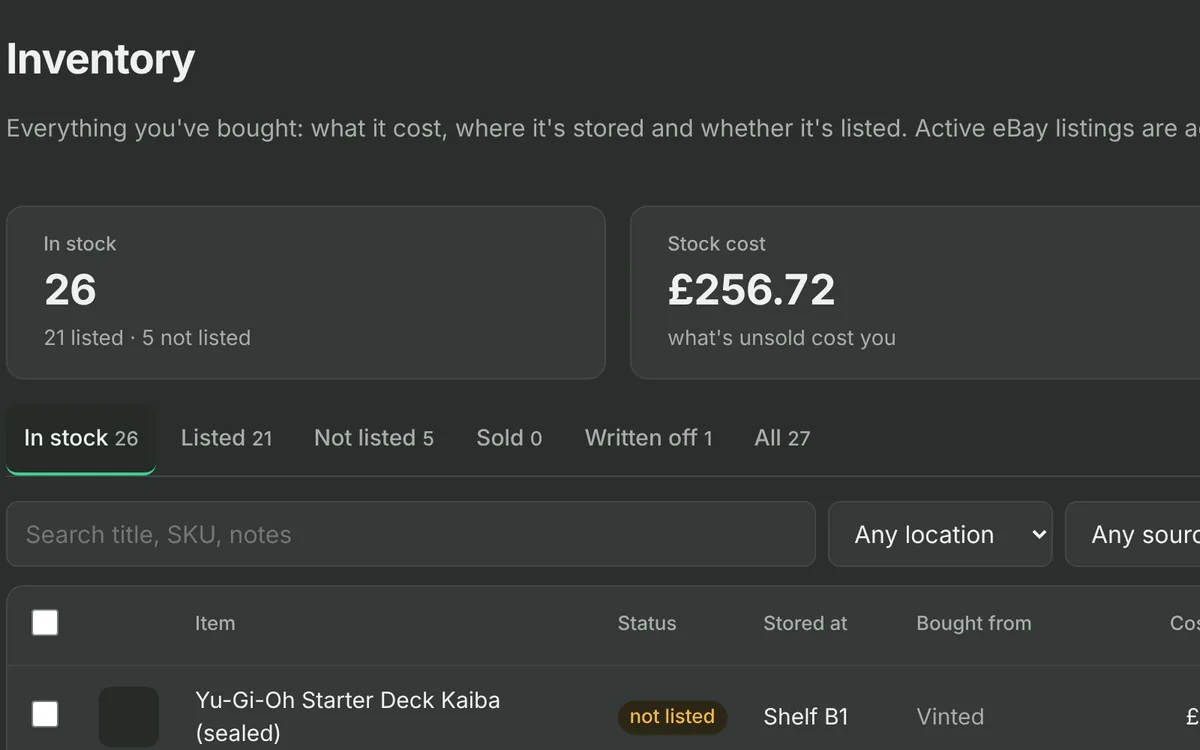 Inventory
Everything you've bought: what it cost, where it's stored and whether it's listed. Active eBay listings are
In stock
26
21 listed · 5 not listed
Stock cost
£256.72
what's unsold cost you
In stock 26 Listed 21 Not listed 5 Sold 0 Written off 1 All 27
Search title, SKU, notes
Any location
Any
Item Status Stored at Bought from
Yu-Gi-Oh Starter Deck Kaiba
(sealed)
not listed Shelf B1 Vinted £